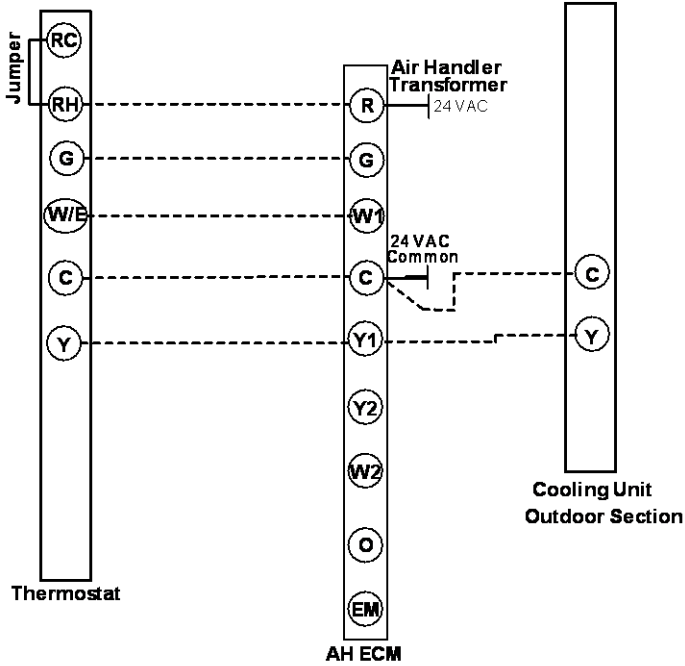 Jumper
RC
RH
G
W/E
C
Y
Thermostat
Air Handler
Transformer
R
24 VAC
G
W1
24 VAC
Common
C
Y1
Y2
W2
O
EM
AH ECM
C
Y
Cooling Unit
Outdoor Section